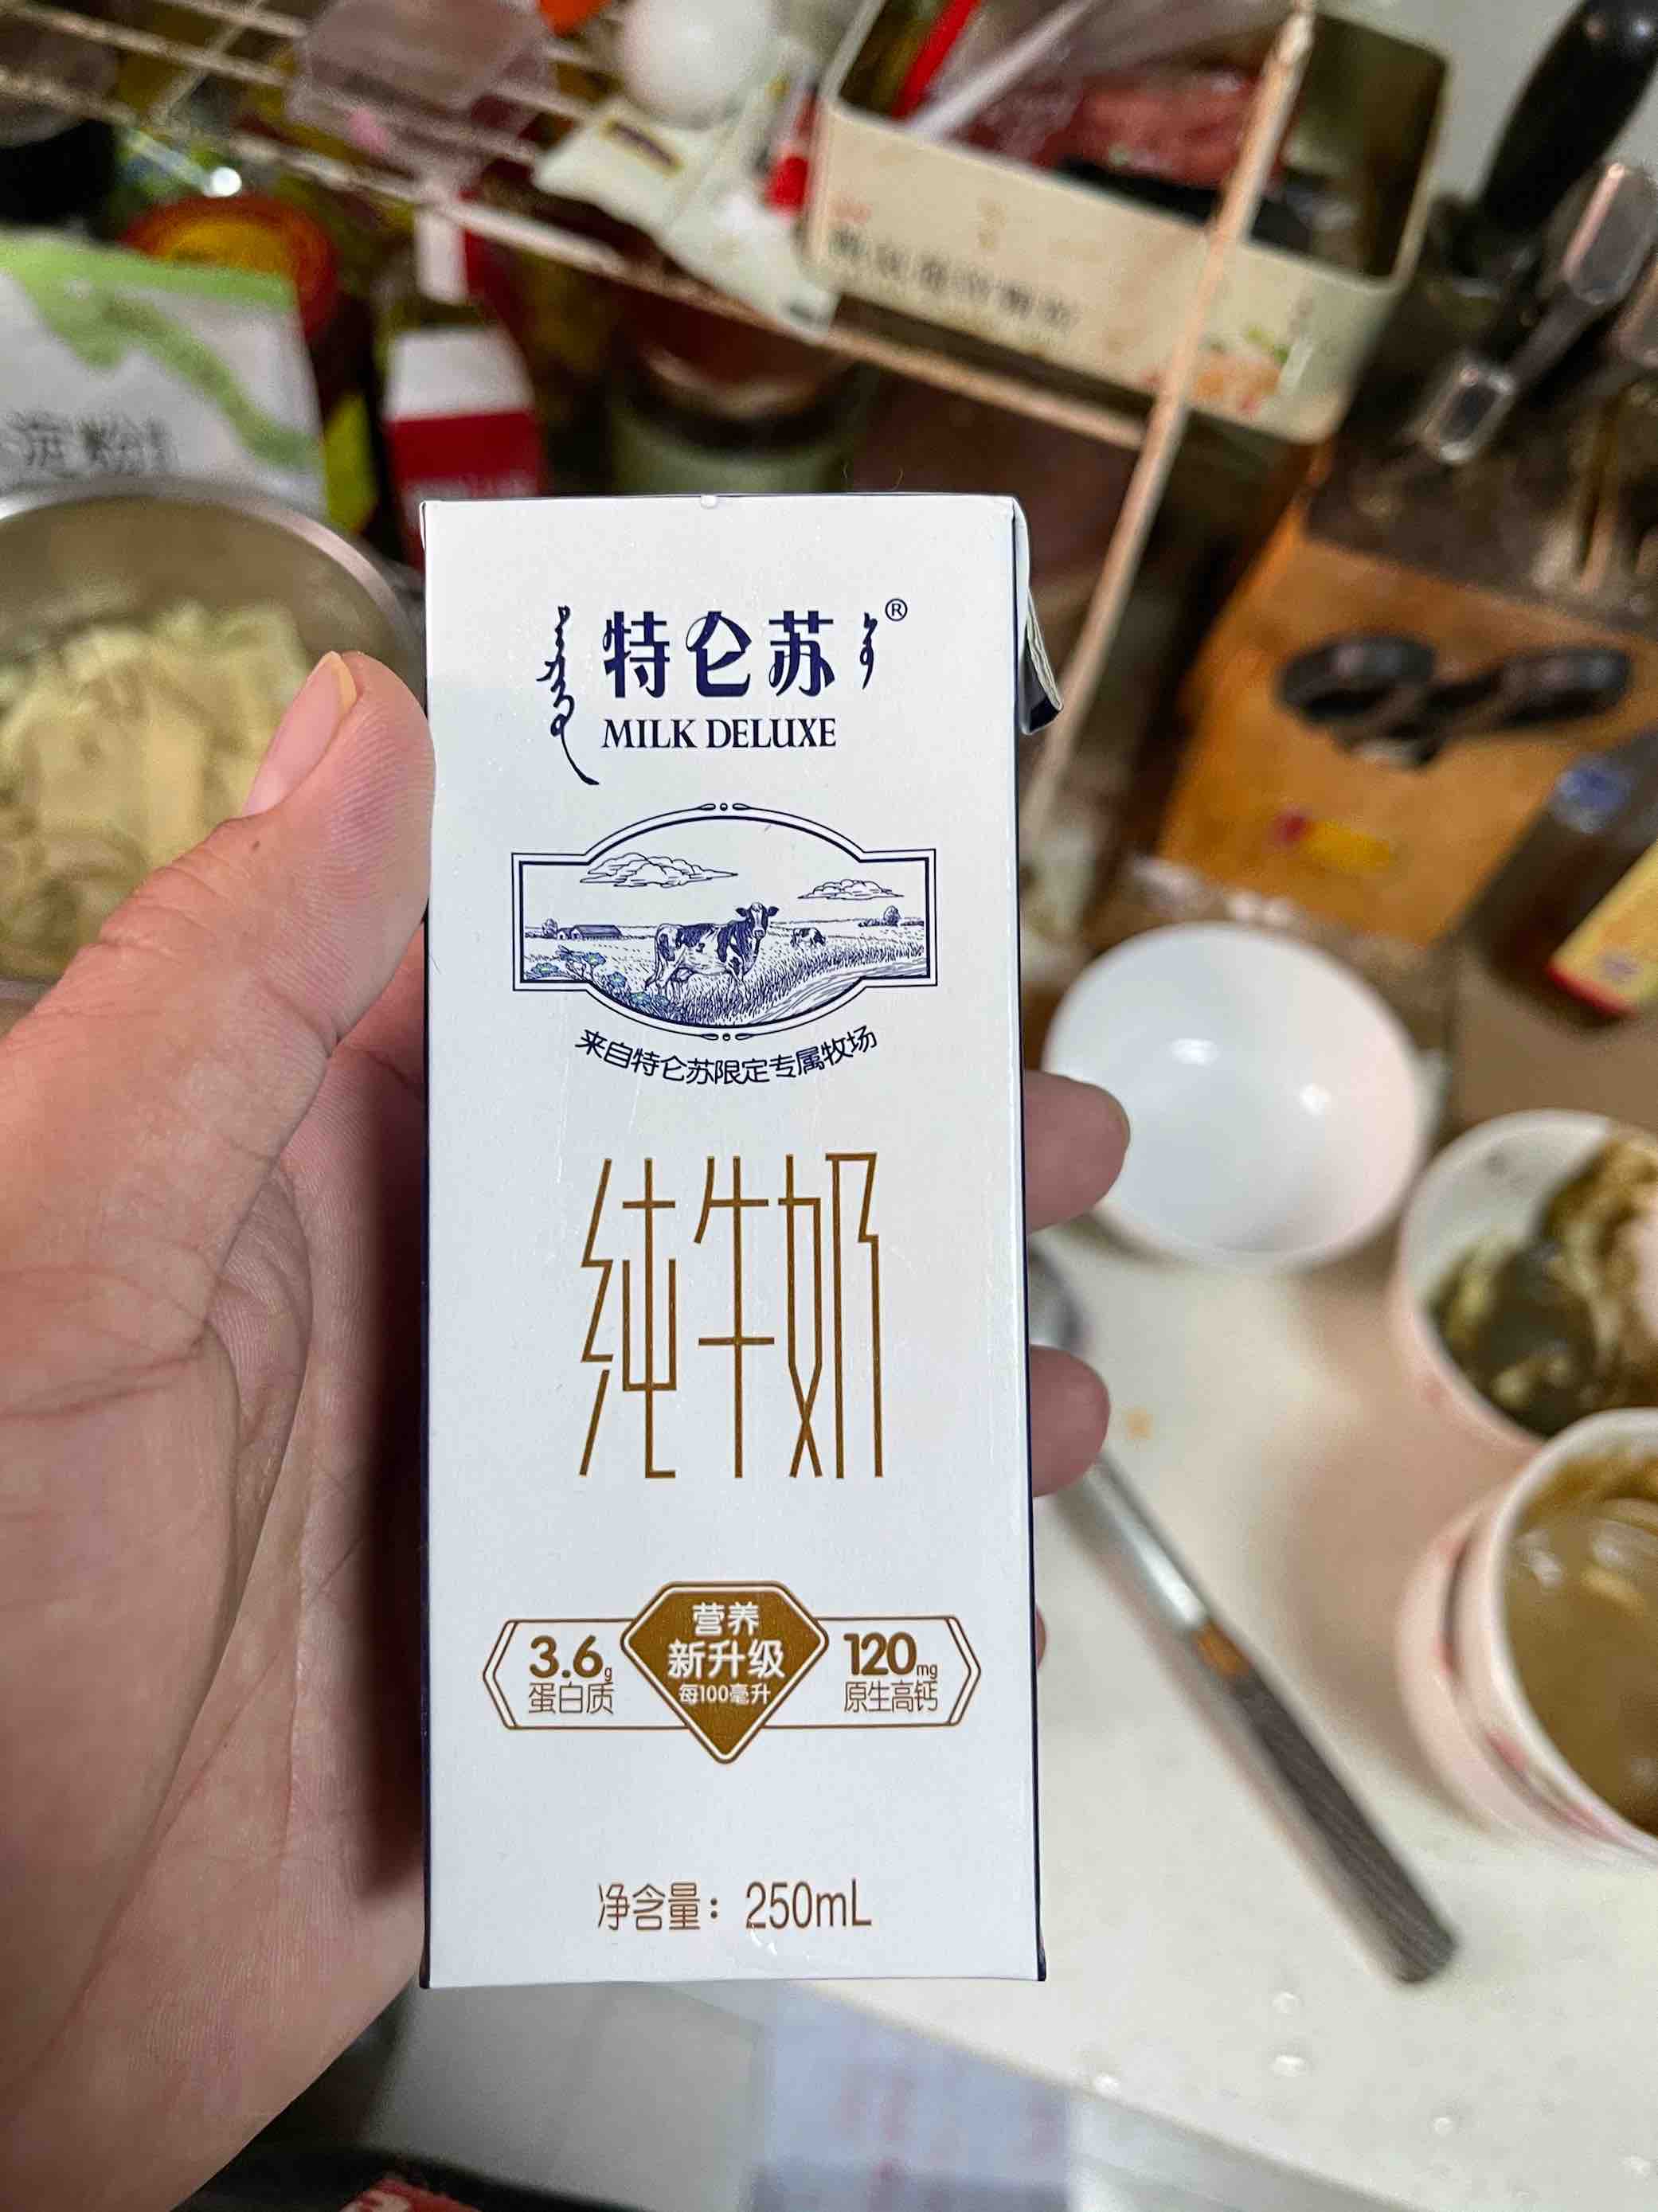 淀粉
特仑苏®
MILK DELUXE
来自特仑苏限定专属牧场
纯牛奶
营养
新升级
每100毫升
3.6g
蛋白质
120mg
原生高钙
净含量：250mL